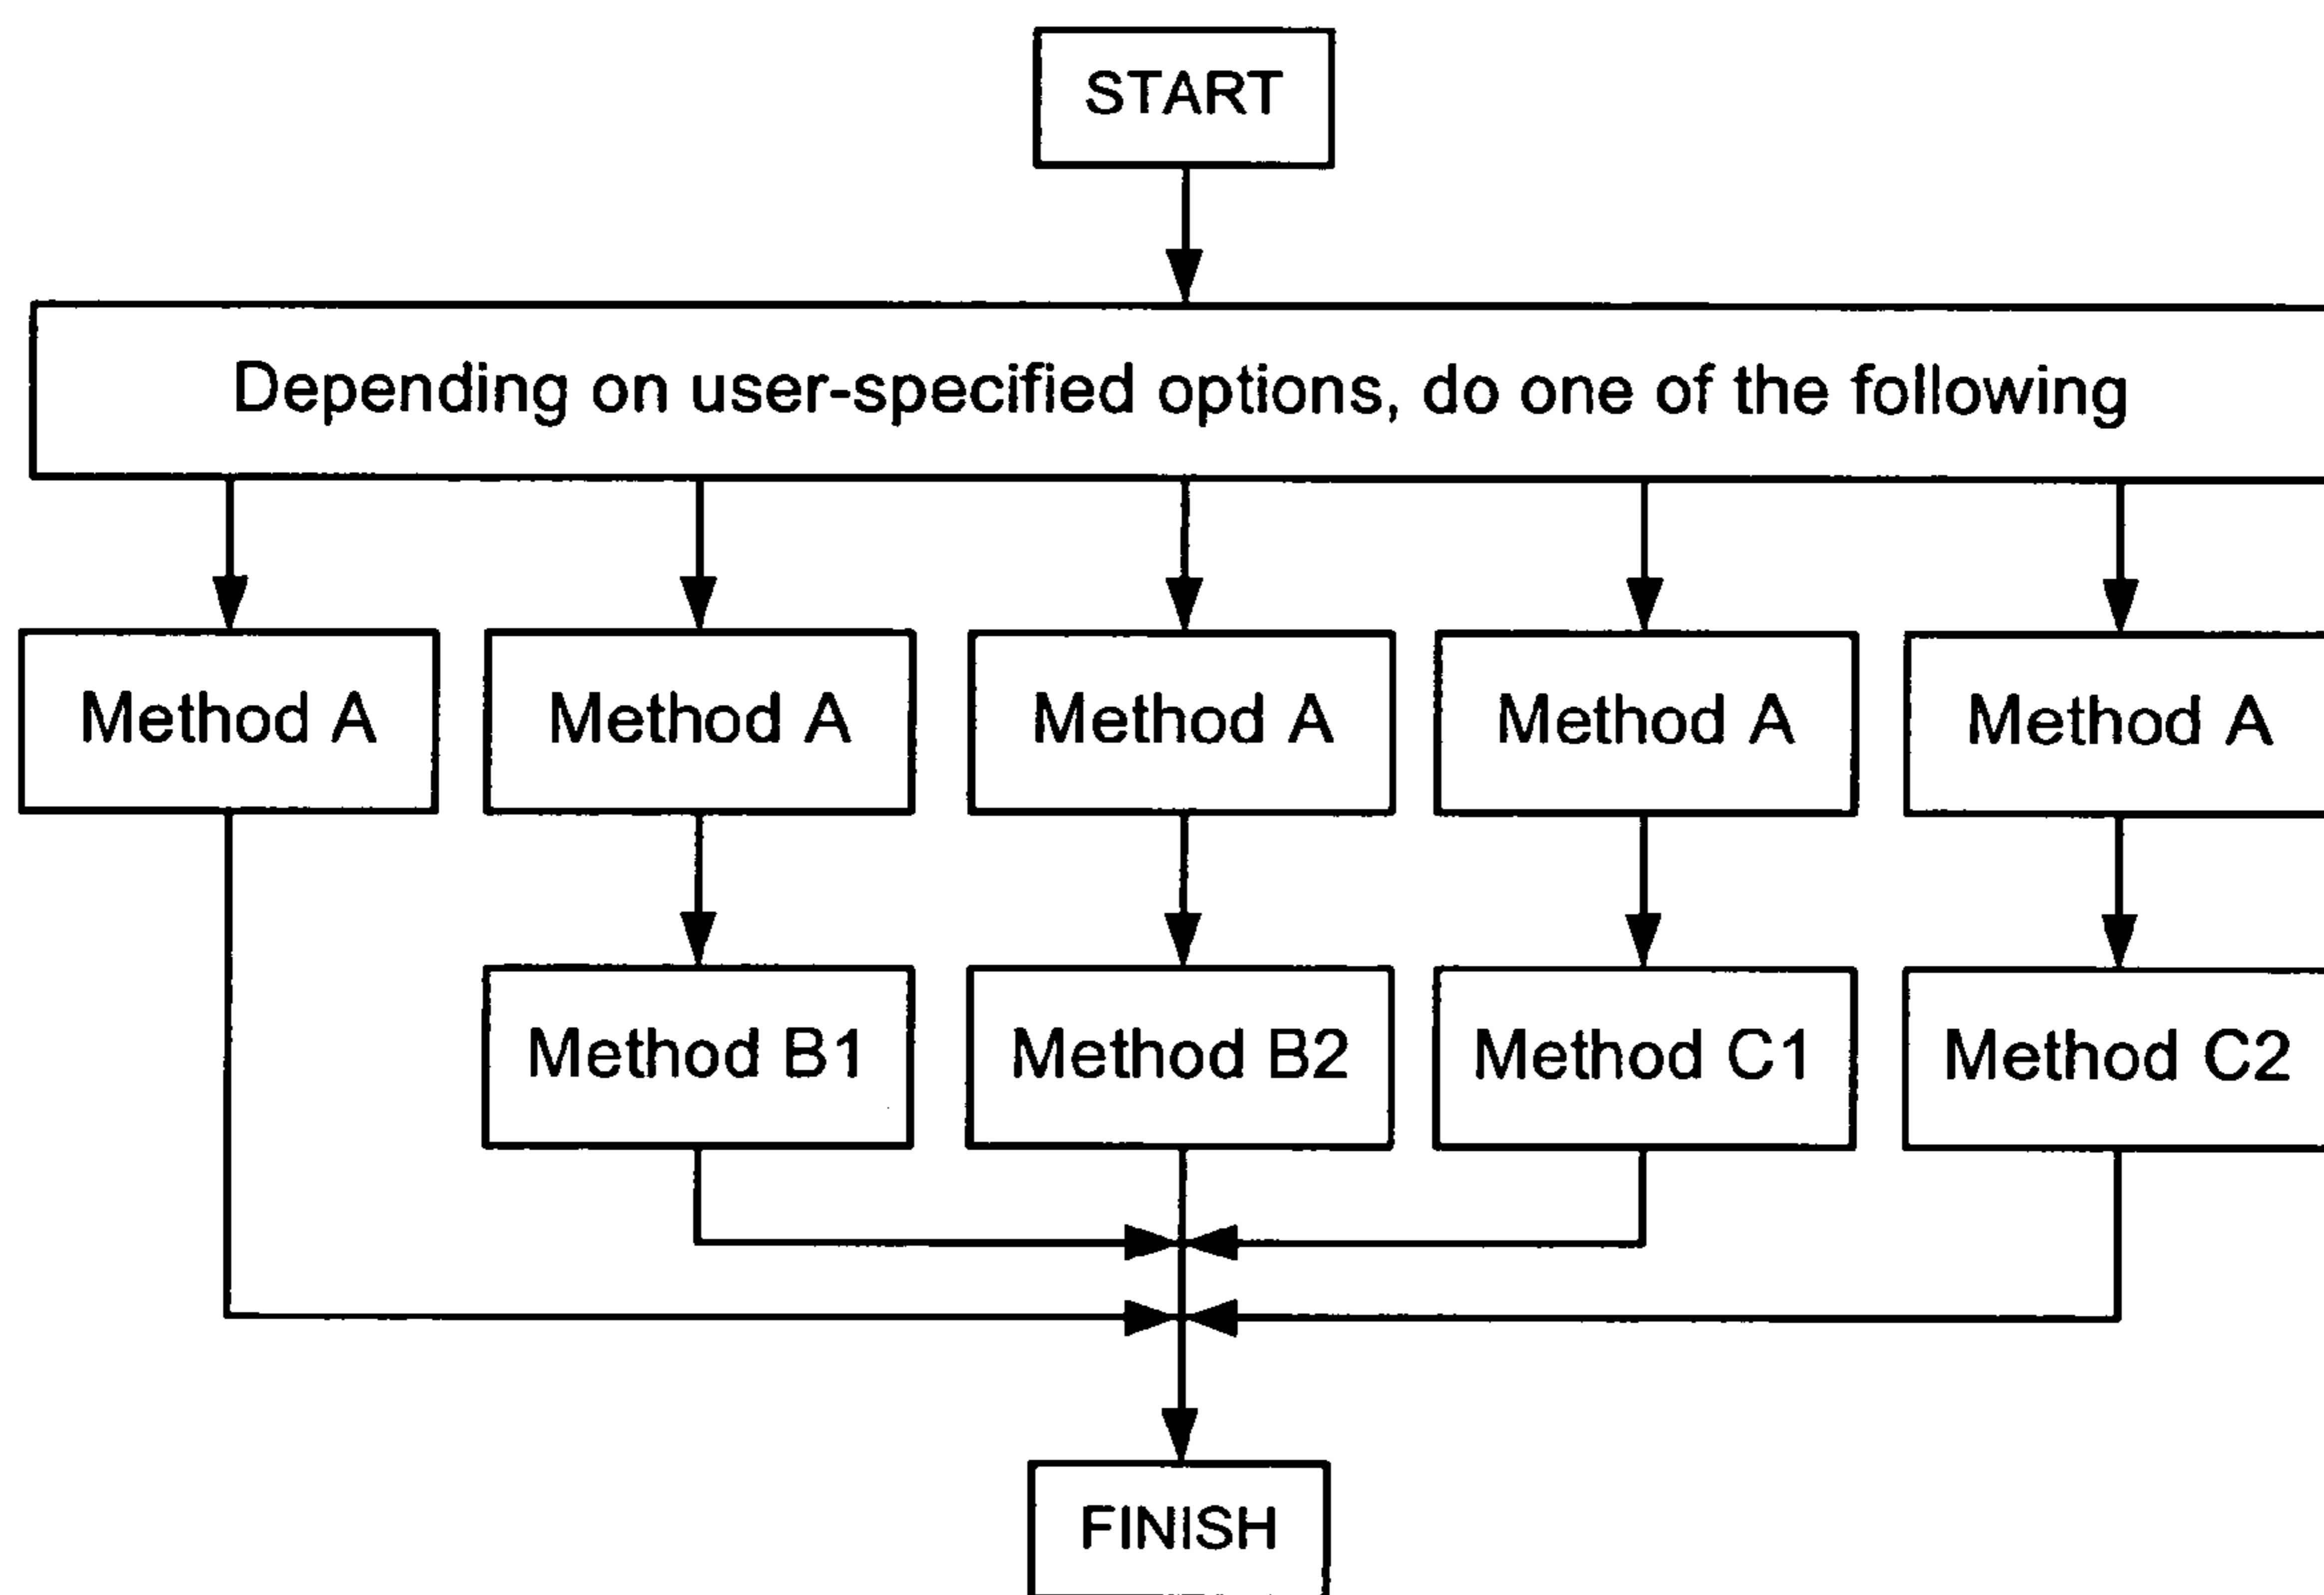 START
Depending on user-specified options, do one of the following
Method A
Method A
Method A
Method A
Method A
Method B1
Method B2
Method C1
Method C2
FINISH